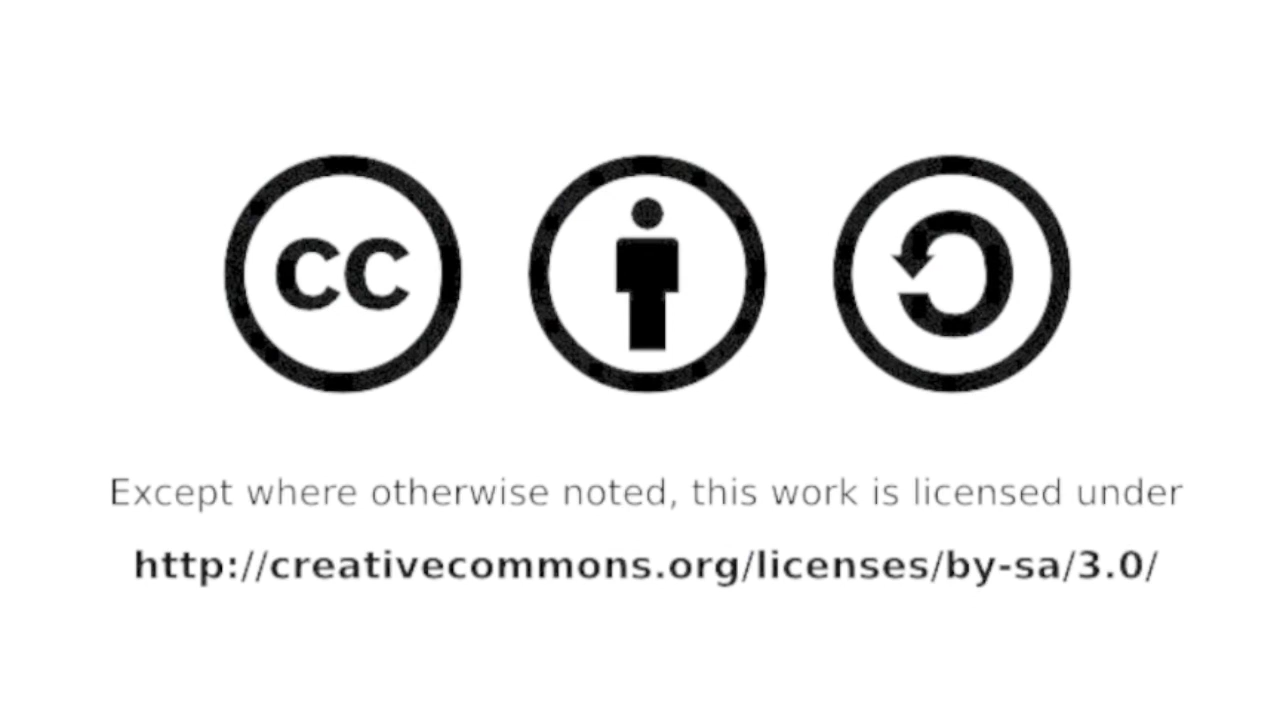 cc
Except where otherwise noted, this work is licensed under
http://creativecommons.org/licenses/by-sa/3.0/